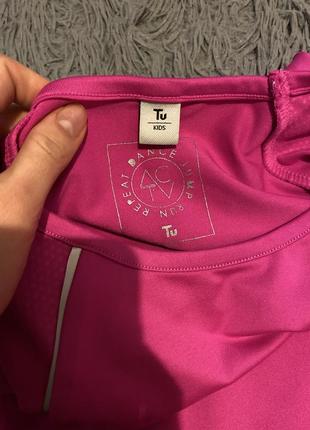 Tu
KIDS
DANCE JUMP RUN REPEAT
AC
TV
Tu